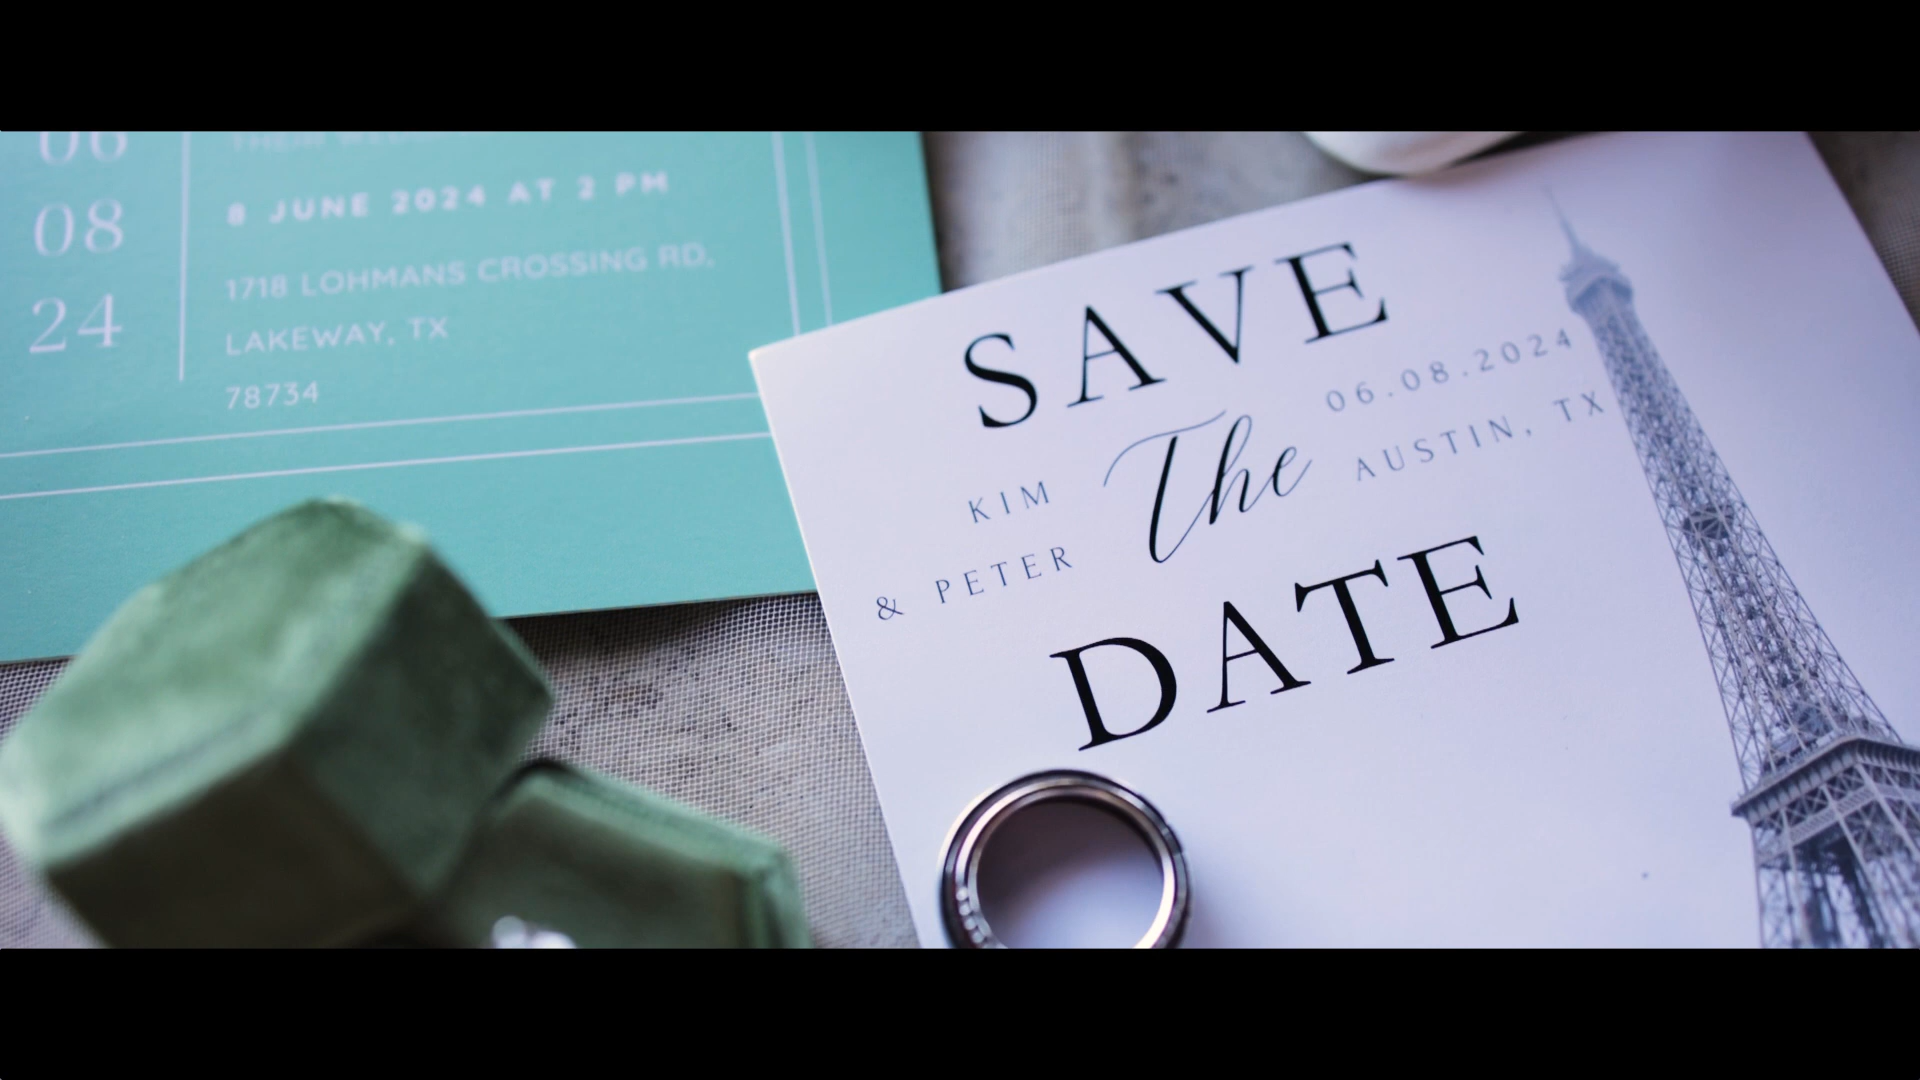 06
08
24
8 JUNE 2024 AT 2 PM
1718 LOHMANS CROSSING RD,
LAKEWAY, TX
78734
SAVE
The
DATE
KIM
& PETER
06.08.2024
AUSTIN, TX